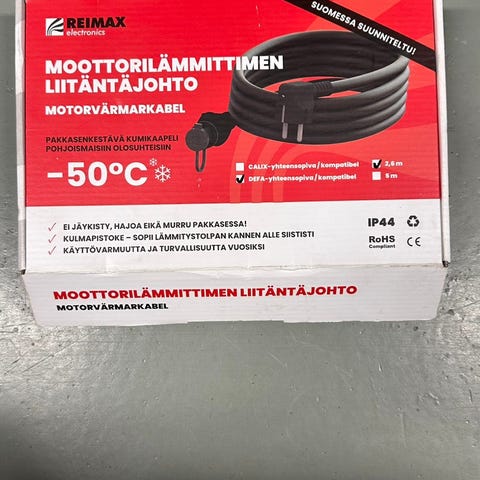 REIMAX
electronics
SUOMESSA SUUNNITELTU!
MOOTTORILÄMMITTIMEN
LIITÄNTÄJOHTO
MOTORVÄRMARKABEL
PAKKASENKESTÄVÄ KUMIKAAPELI
POHJOISMAISIIN OLOSUHTEISIIN
-50°C
CALIX-yhteensopiva/kompatibel
2,5 m
DEFA-yhteensopiva/kompatibel
5 m
EI JÄYKISTY, HAJOA EIKÄ MURRU PAKKASESSA!
KULMAPISTOKE – SOPII LÄMMITYSTOLPAN KANNEN ALLE SIISTISTI
KÄYTTÖVARMUUTTA JA TURVALLISUUTTA VUOSIKSI
IP44
RoHS
Compliant
CE
MOOTTORILÄMMITTIMEN LIITÄNTÄJOHTO
MOTORVÄRMARKABEL